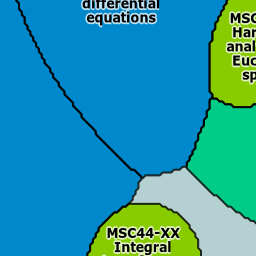 differential
equations
MSC
Har
anal
Euc
sp
MSC44-XX
Integral